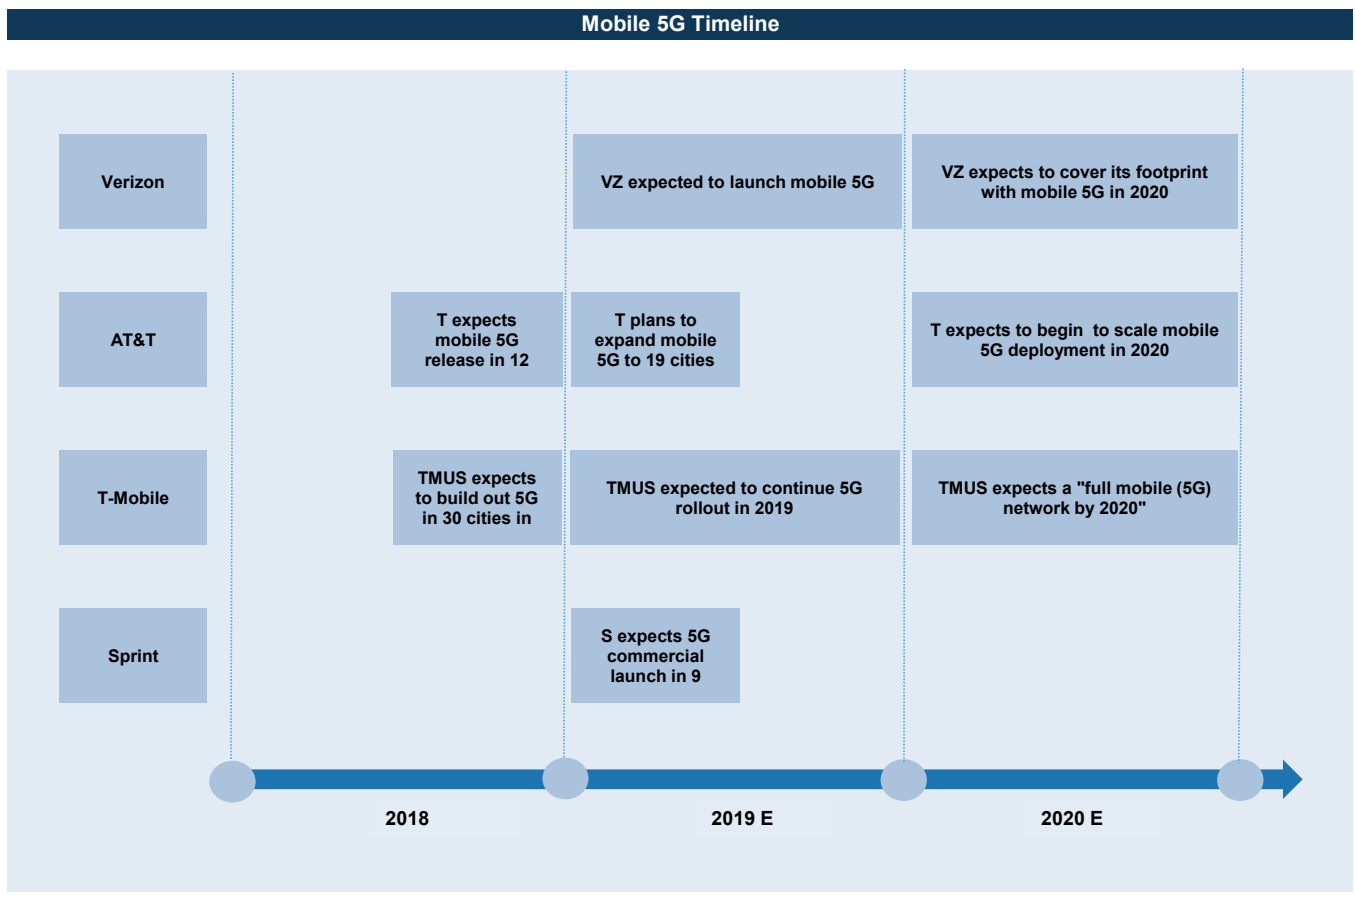 Mobile 5G Timeline
Verizon
VZ expected to launch mobile 5G
VZ expects to cover its footprint
with mobile 5G in 2020
AT&T
T expects
mobile 5G
release in 12
T plans to
expand mobile
5G to 19 cities
T expects to begin  to scale mobile
5G deployment in 2020
T-Mobile
TMUS expects
to build out 5G
in 30 cities in
TMUS expected to continue 5G
rollout in 2019
TMUS expects a "full mobile (5G)
network by 2020"
Sprint
S expects 5G
commercial
launch in 9
2018
2019 E
2020 E